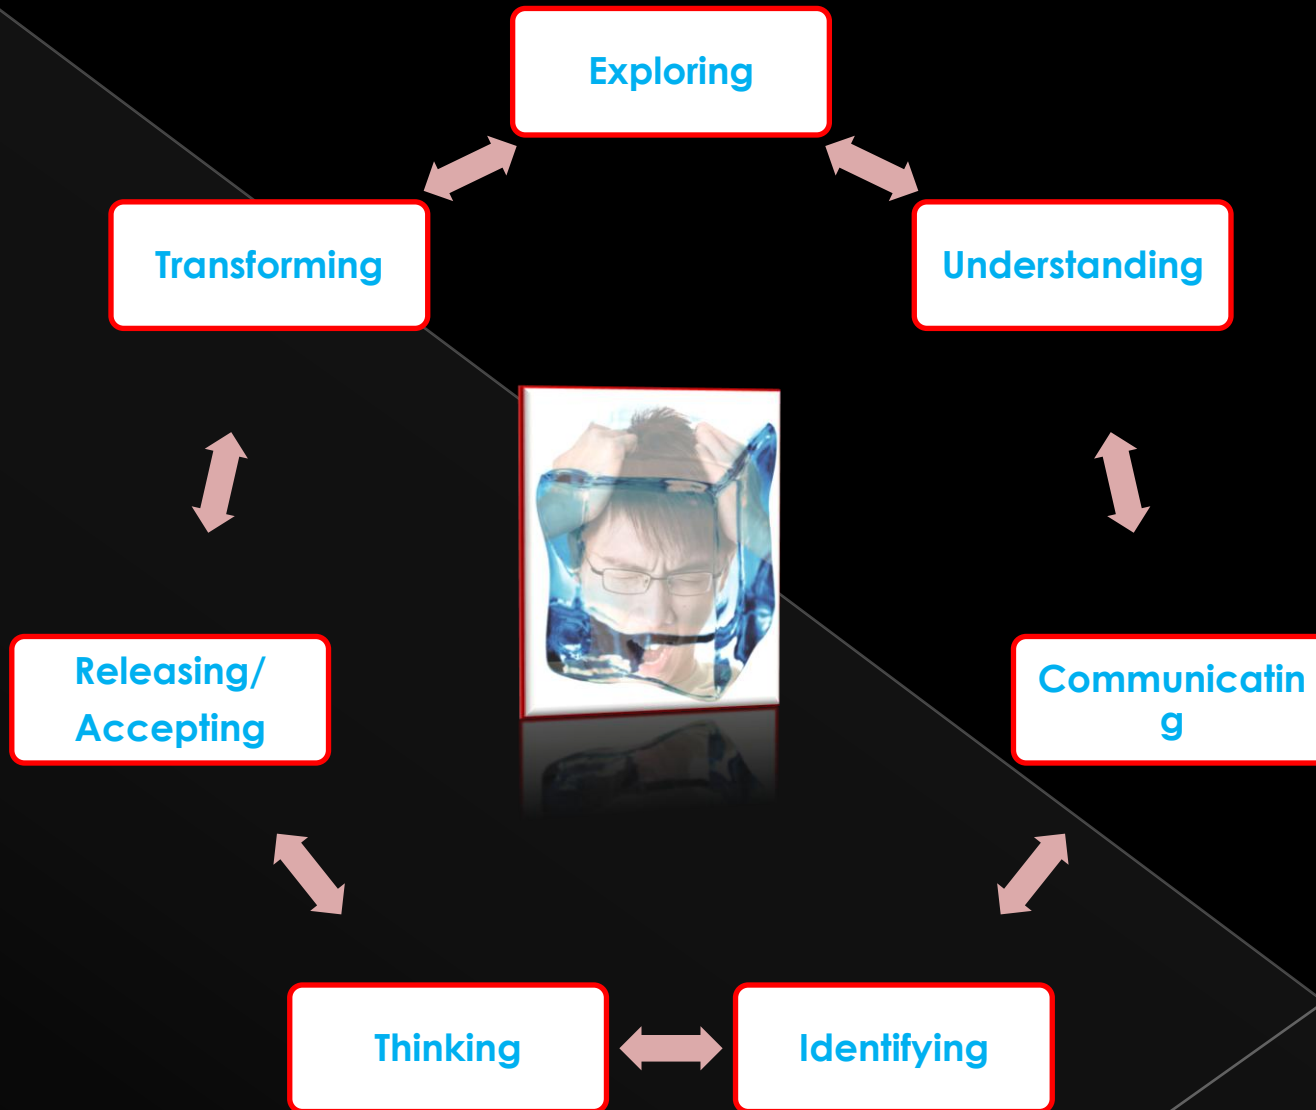 Exploring
Transforming
Understanding
Releasing/
Accepting
Communicatin
g
Thinking
Identifying